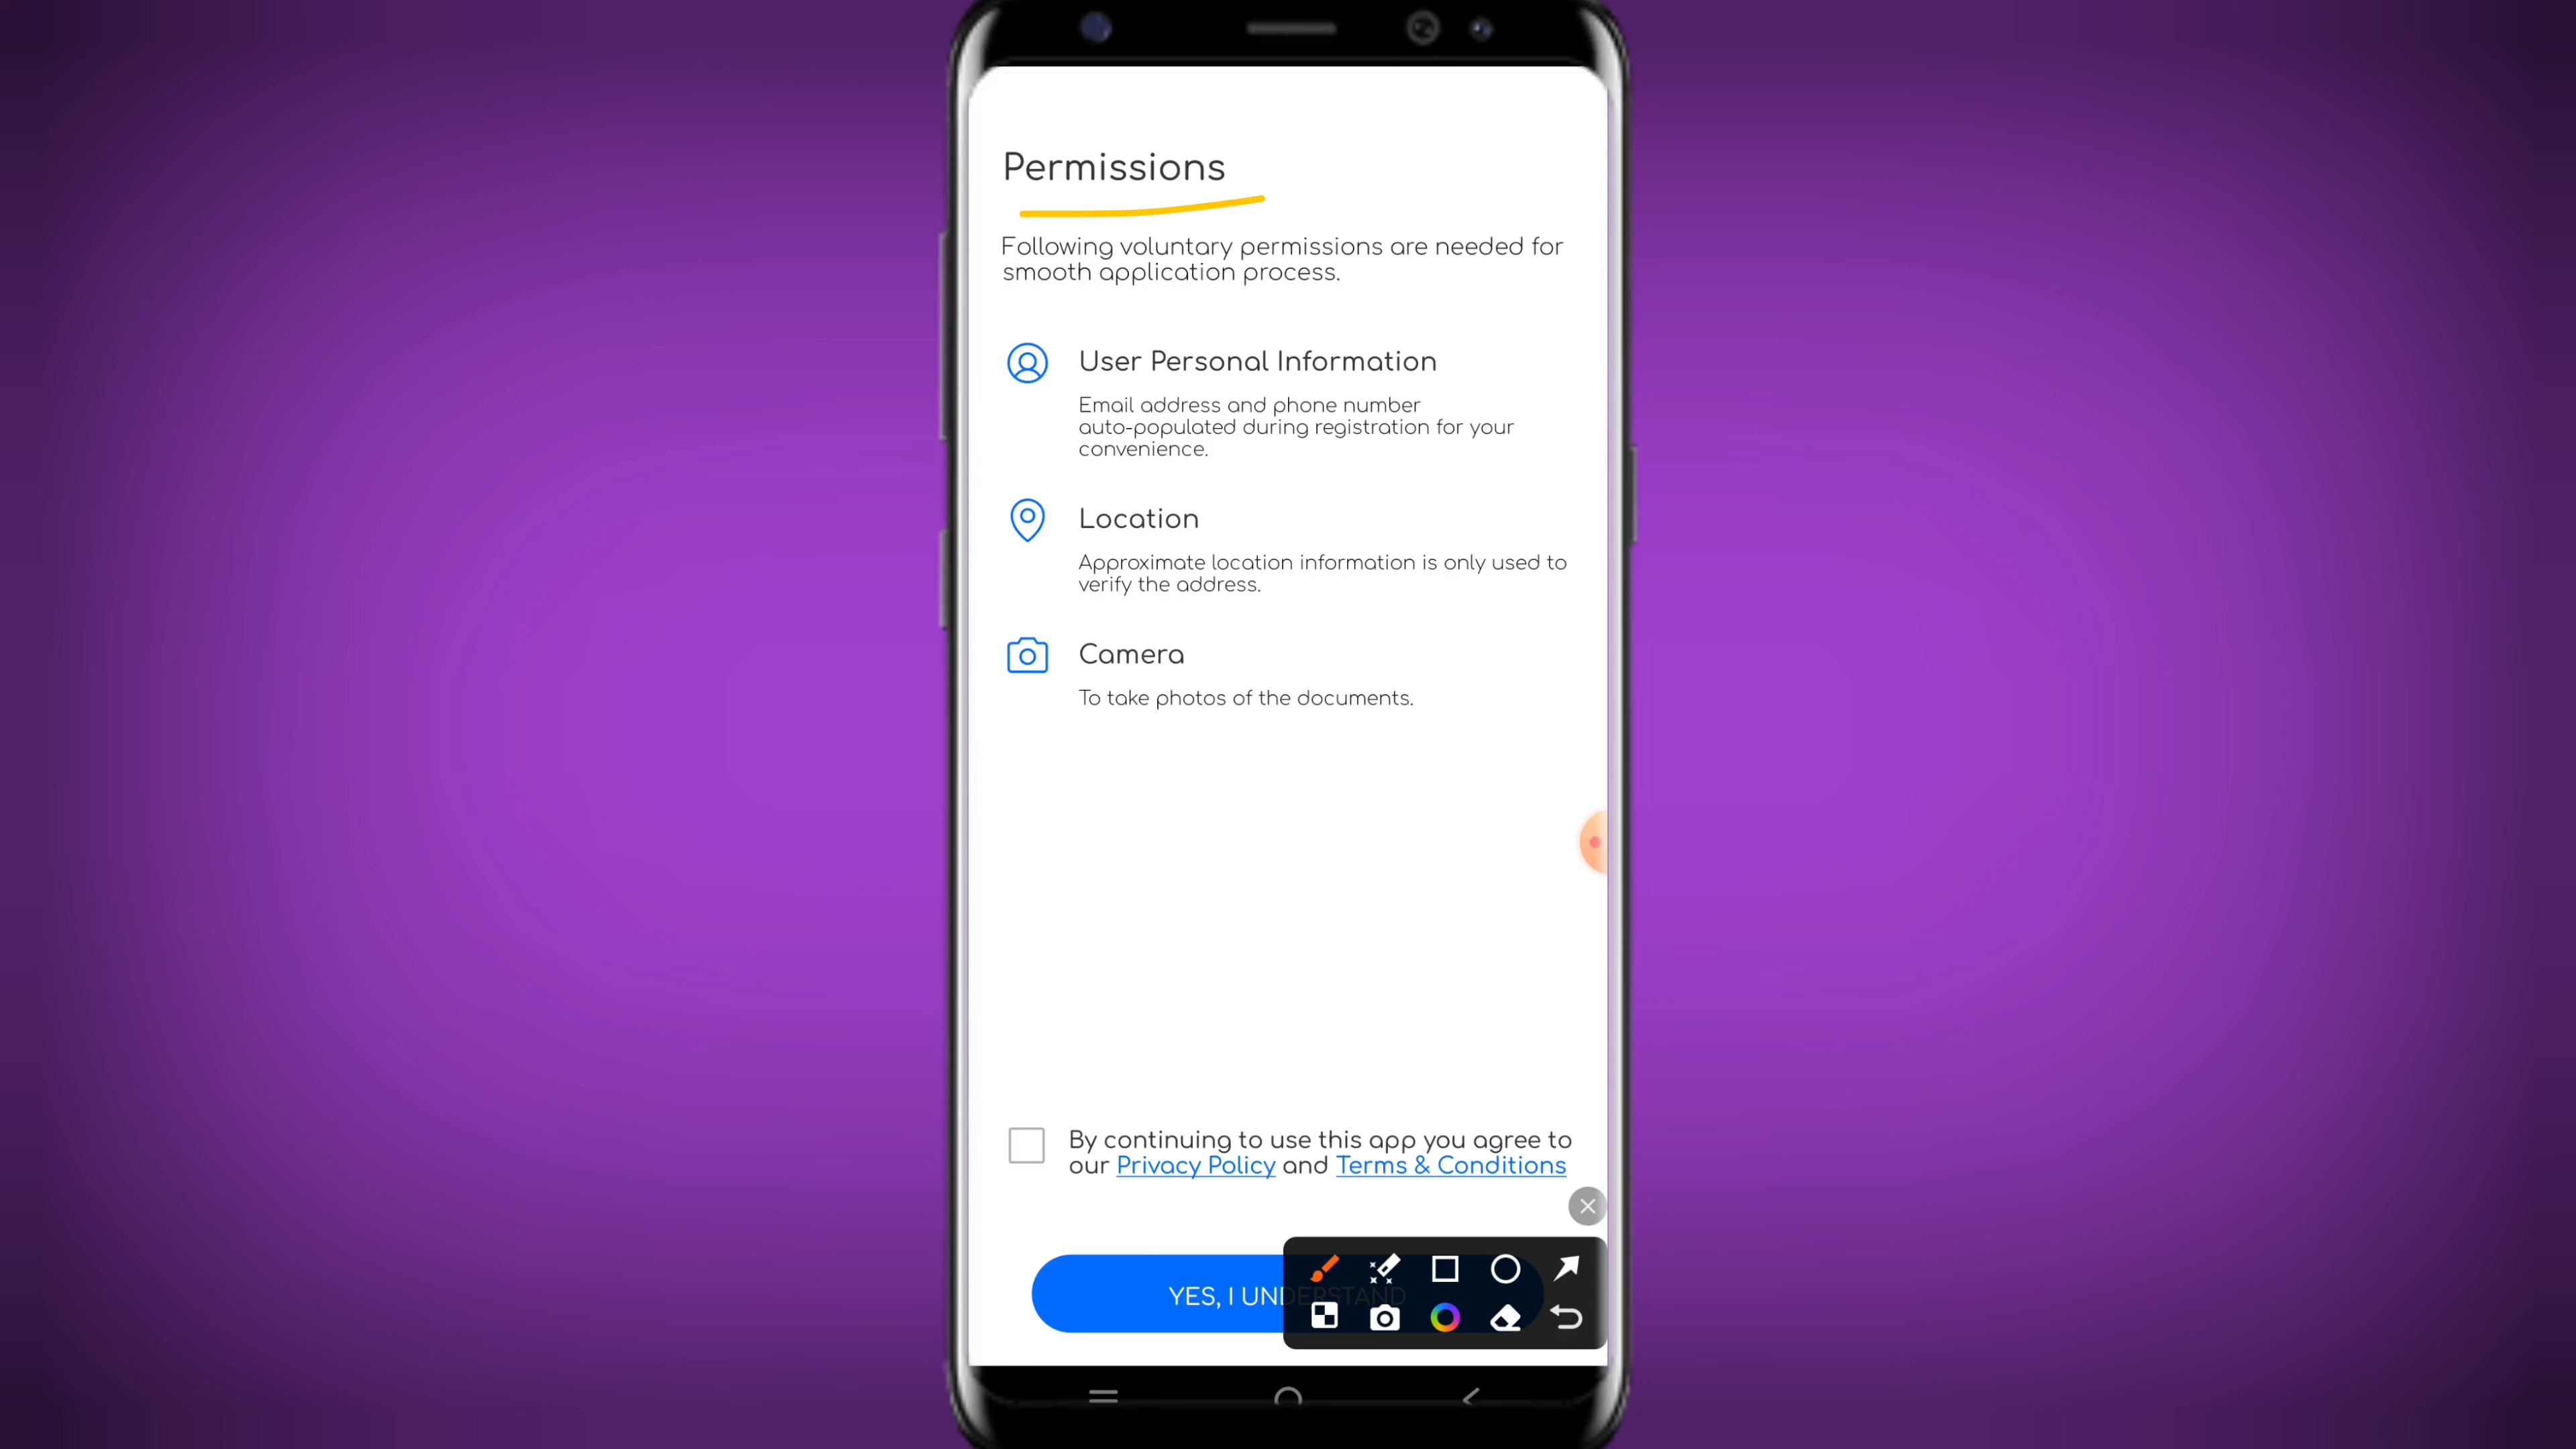 Permissions
Following voluntary permissions are needed for
smooth application process.
User Personal Information
Email address and phone number
auto-populated during registration for your
convenience.
Location
Approximate location information is only used to
verify the address.
Camera
To take photos of the documents.
By continuing to use this app you agree to
our Privacy Policy and Terms & Conditions
YES, I UNDERSTAND